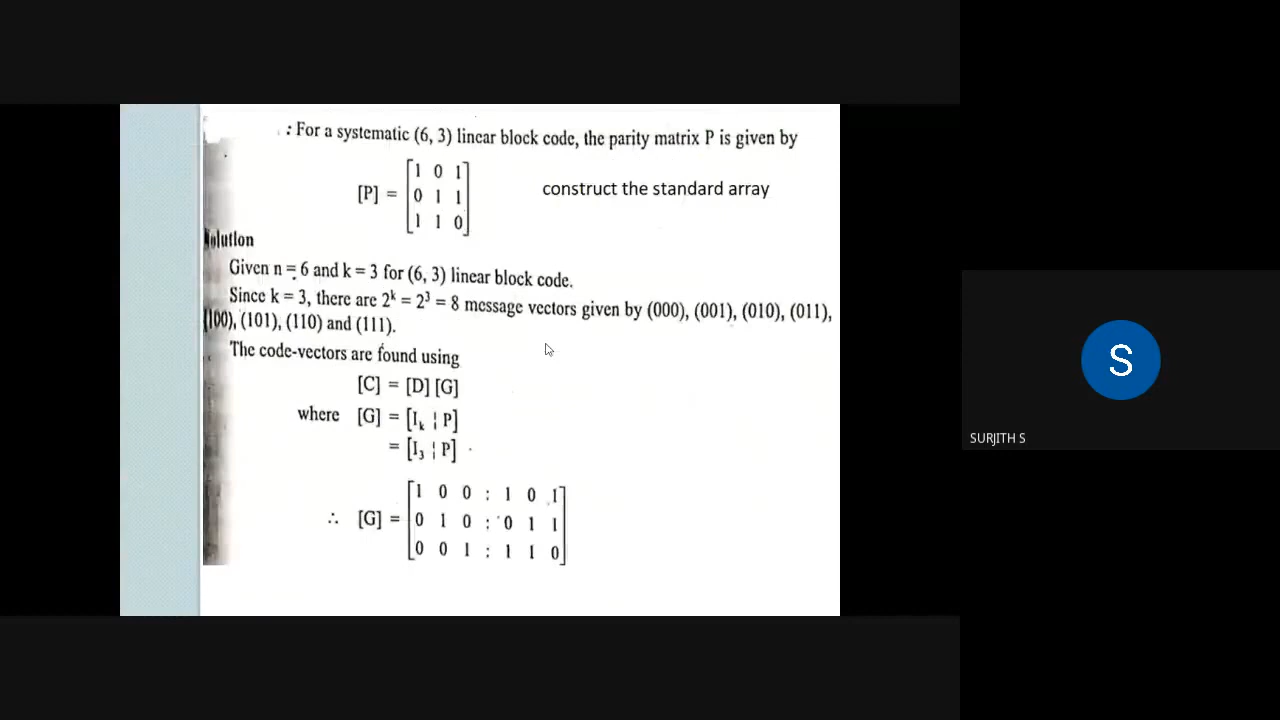 : For a systematic (6, 3) linear block code, the parity matrix P is given by
[P] = [1 0 1
0 1 1
1 1 0]
construct the standard array
Solution
Given n = 6 and k = 3 for (6, 3) linear block code.
Since k = 3, there are 2^k = 2^3 = 8 message vectors given by (000), (001), (010), (011),
(100), (101), (110) and (111).
The code-vectors are found using
[C] = [D] [G]
where [G] = [I_k ¦ P]
= [I_3 ¦ P]
∴ [G] = [1 0 0 : 1 0 1
0 1 0 : 0 1 1
0 0 1 : 1 1 0]
S
SURJITH S